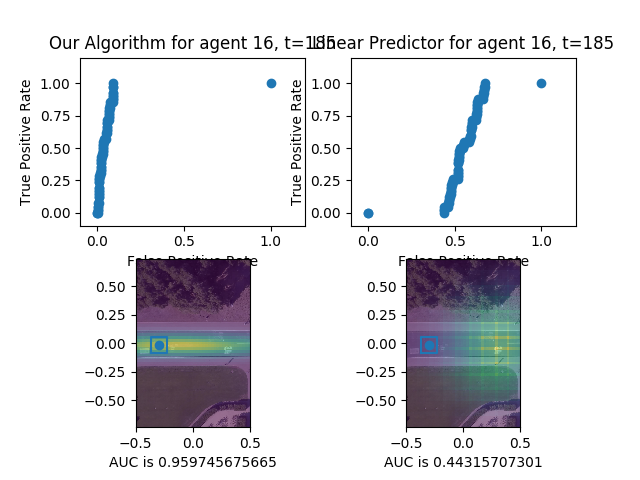 Our Algorithm for agent 16, t=185
Linear Predictor for agent 16, t=185
True Positive Rate
1.00
0.75
0.50
0.25
0.00
0.0 0.5 1.0
False Positive Rate
True Positive Rate
1.00
0.75
0.50
0.25
0.00
0.0 0.5 1.0
False Positive Rate
0.50
0.25
0.00
−0.25
−0.50
−0.5 0.0 0.5
AUC is 0.959745675665
0.50
0.25
0.00
−0.25
−0.50
−0.5 0.0 0.5
AUC is 0.44315707301